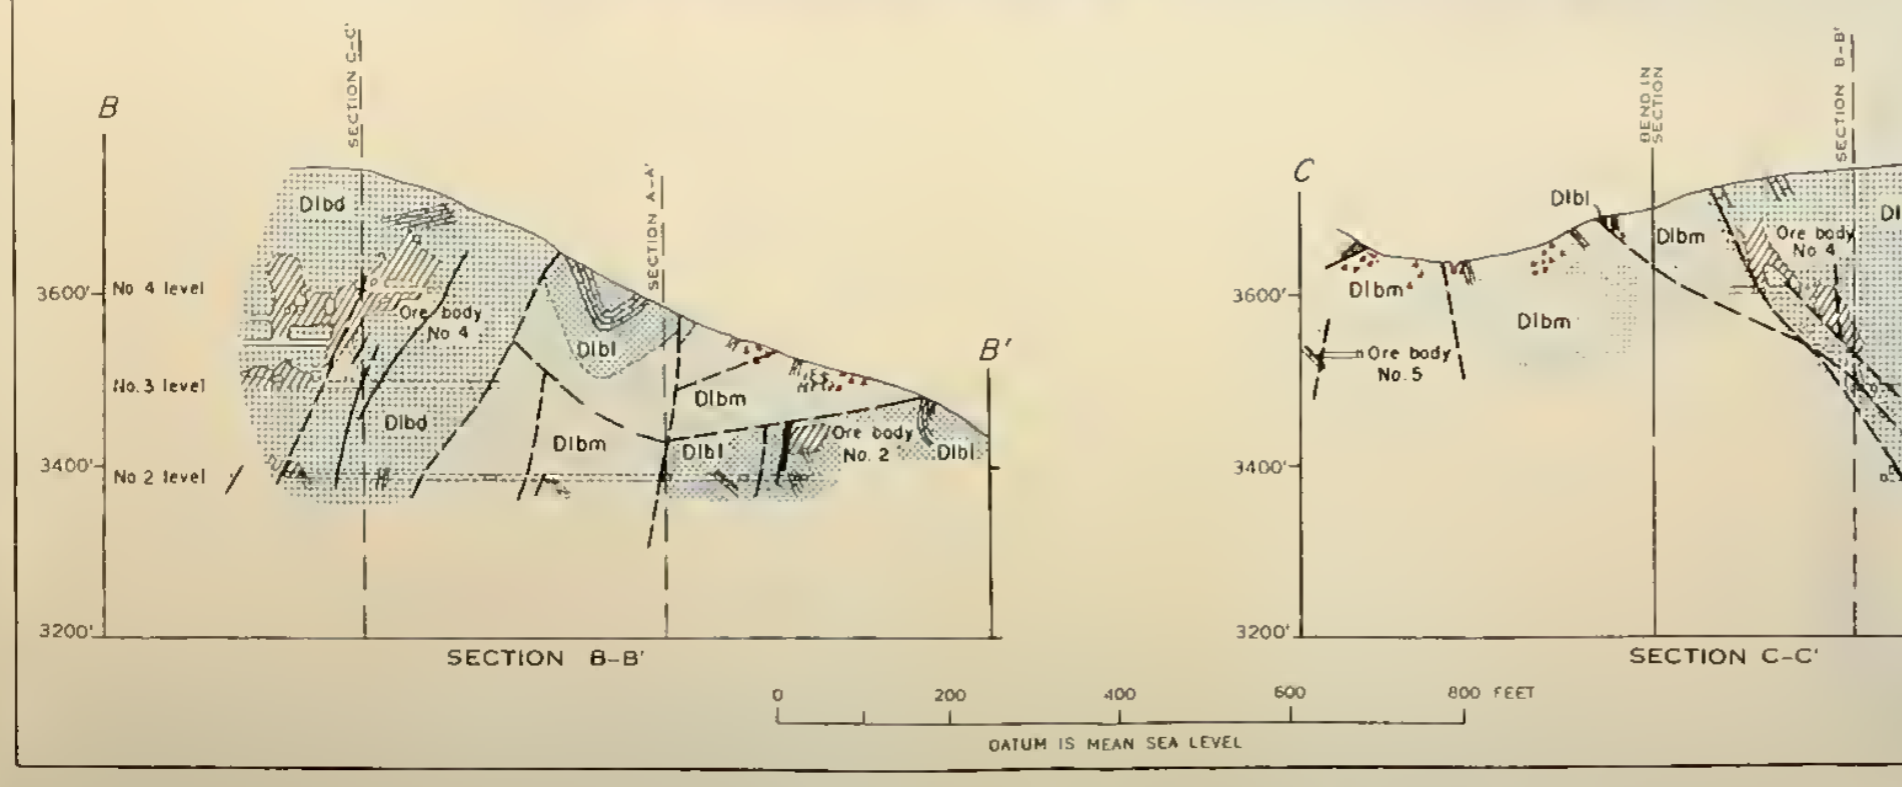 B
SECTION C-C'
SECTION A-A'
Dlbd
3600'
No 4 level
Ore body
No 4
Dlbl
B'
No. 3 level
Dlbd
Dlbm
Dlbm
Dlbl
Ore body
No. 2
Dlbl
3400'
No 2 level
3200'
SECTION B-B'
C
BEND IN
SECTION
SECTION B-B'
Dlbl
Dlbm
Ore body
No 4
3600'
Dlbm
Dlbm
Ore body
No. 5
3400'
3200'
SECTION C-C'
0 200 400 600 800 FEET
DATUM IS MEAN SEA LEVEL